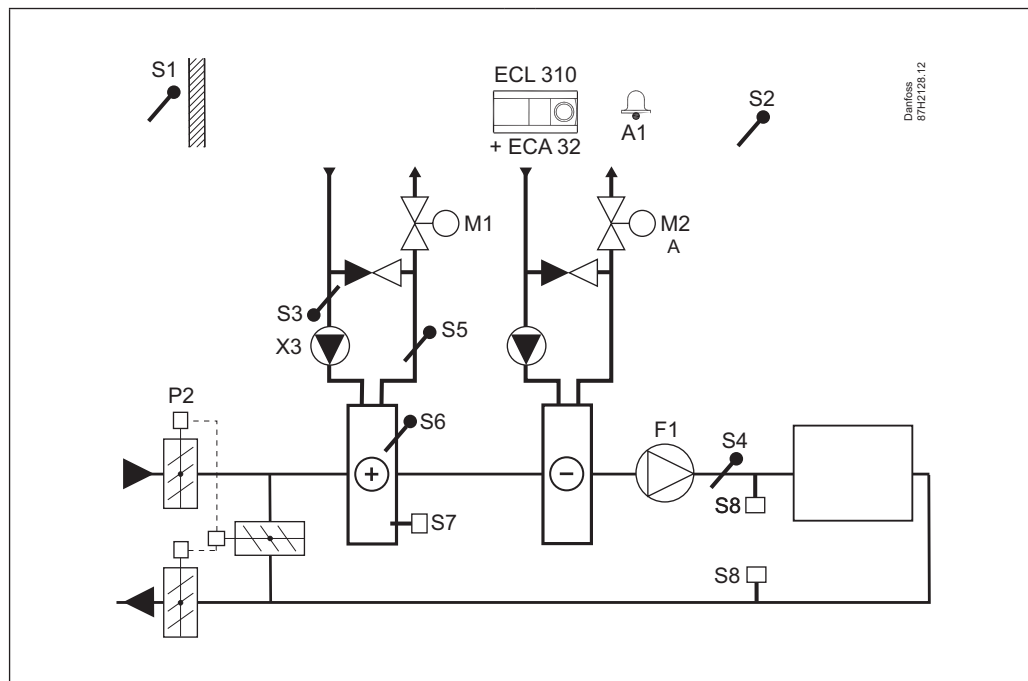 S1
ECL 310
+ ECA 32
A1
S2
Danfoss
87H2128.12
M1
M2
A
S3
X3
S5
P2
S6
+
−
F1
S4
S7
S8
S8